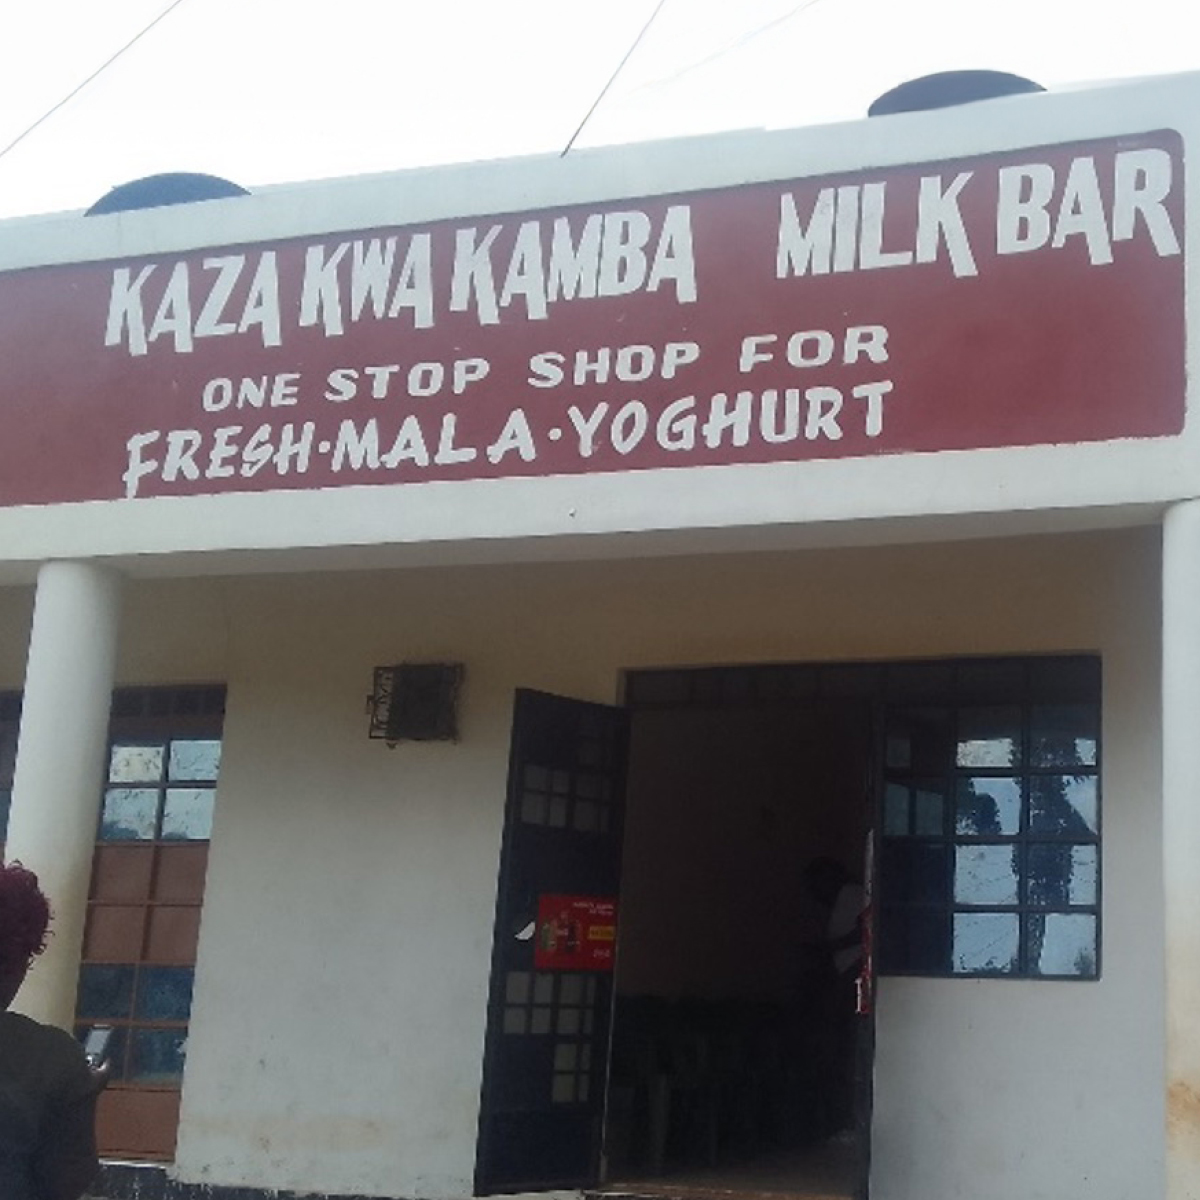 KAZA KWA KAMBA MILK BAR
ONE STOP SHOP FOR
FRESH·MALA·YOGHURT